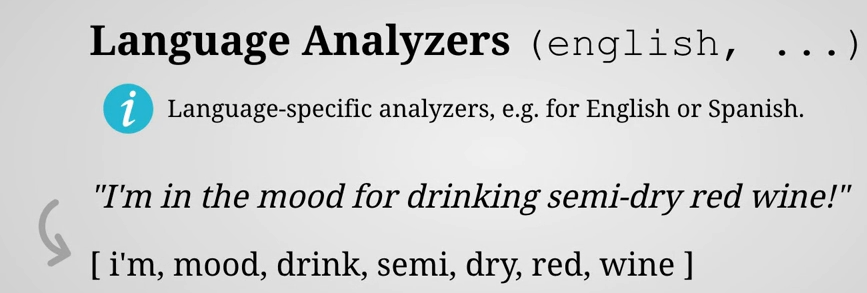 Language Analyzers (english, ...)
i Language-specific analyzers, e.g. for English or Spanish.
"I'm in the mood for drinking semi-dry red wine!"
[ i'm, mood, drink, semi, dry, red, wine ]